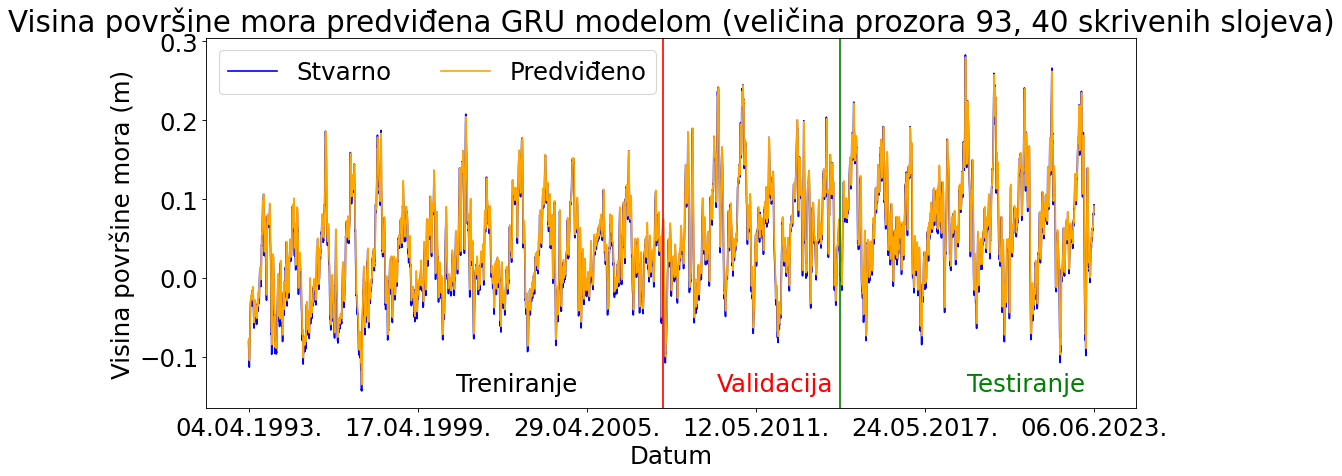 Visina površine mora predviđena GRU modelom (veličina prozora 93, 40 skrivenih slojeva)
Stvarno Predviđeno
Visina površine mora (m)
0.3
0.2
0.1
0.0
−0.1
Treniranje Validacija Testiranje
04.04.1993. 17.04.1999. 29.04.2005. 12.05.2011. 24.05.2017. 06.06.2023.
Datum